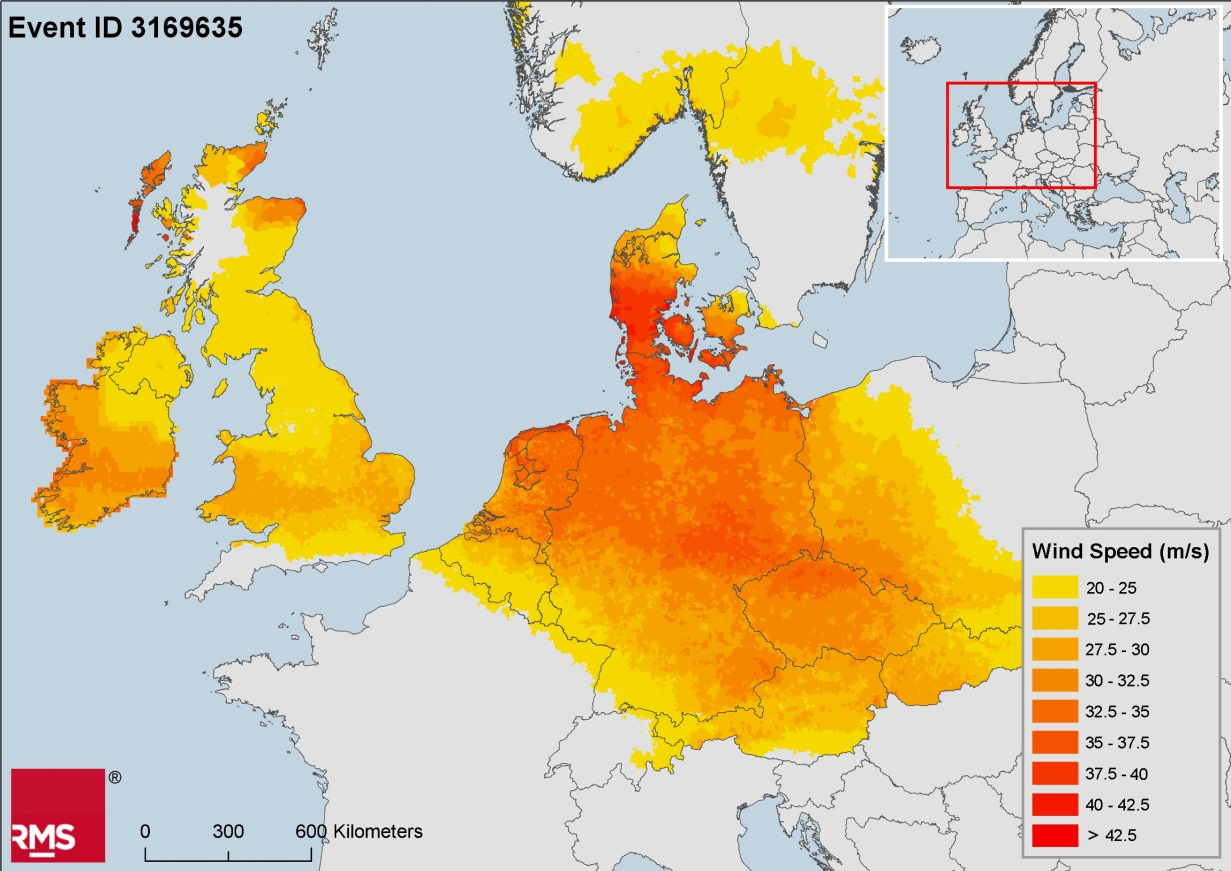 Event ID 3169635
Wind Speed (m/s)
20 - 25
25 - 27.5
27.5 - 30
30 - 32.5
32.5 - 35
35 - 37.5
37.5 - 40
40 - 42.5
> 42.5
RMS ®
0 300 600 Kilometers